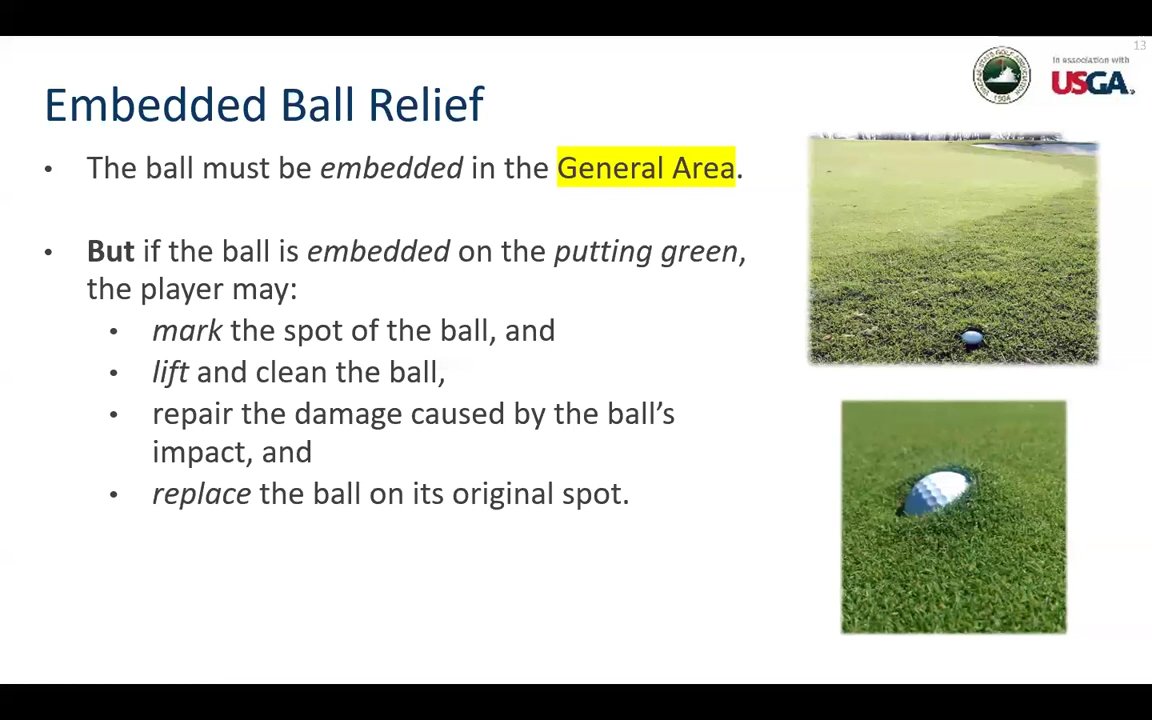 13
In association with
USGA
Embedded Ball Relief
• The ball must be embedded in the General Area.
• But if the ball is embedded on the putting green,
the player may:
• mark the spot of the ball, and
• lift and clean the ball,
• repair the damage caused by the ball’s
impact, and
• replace the ball on its original spot.